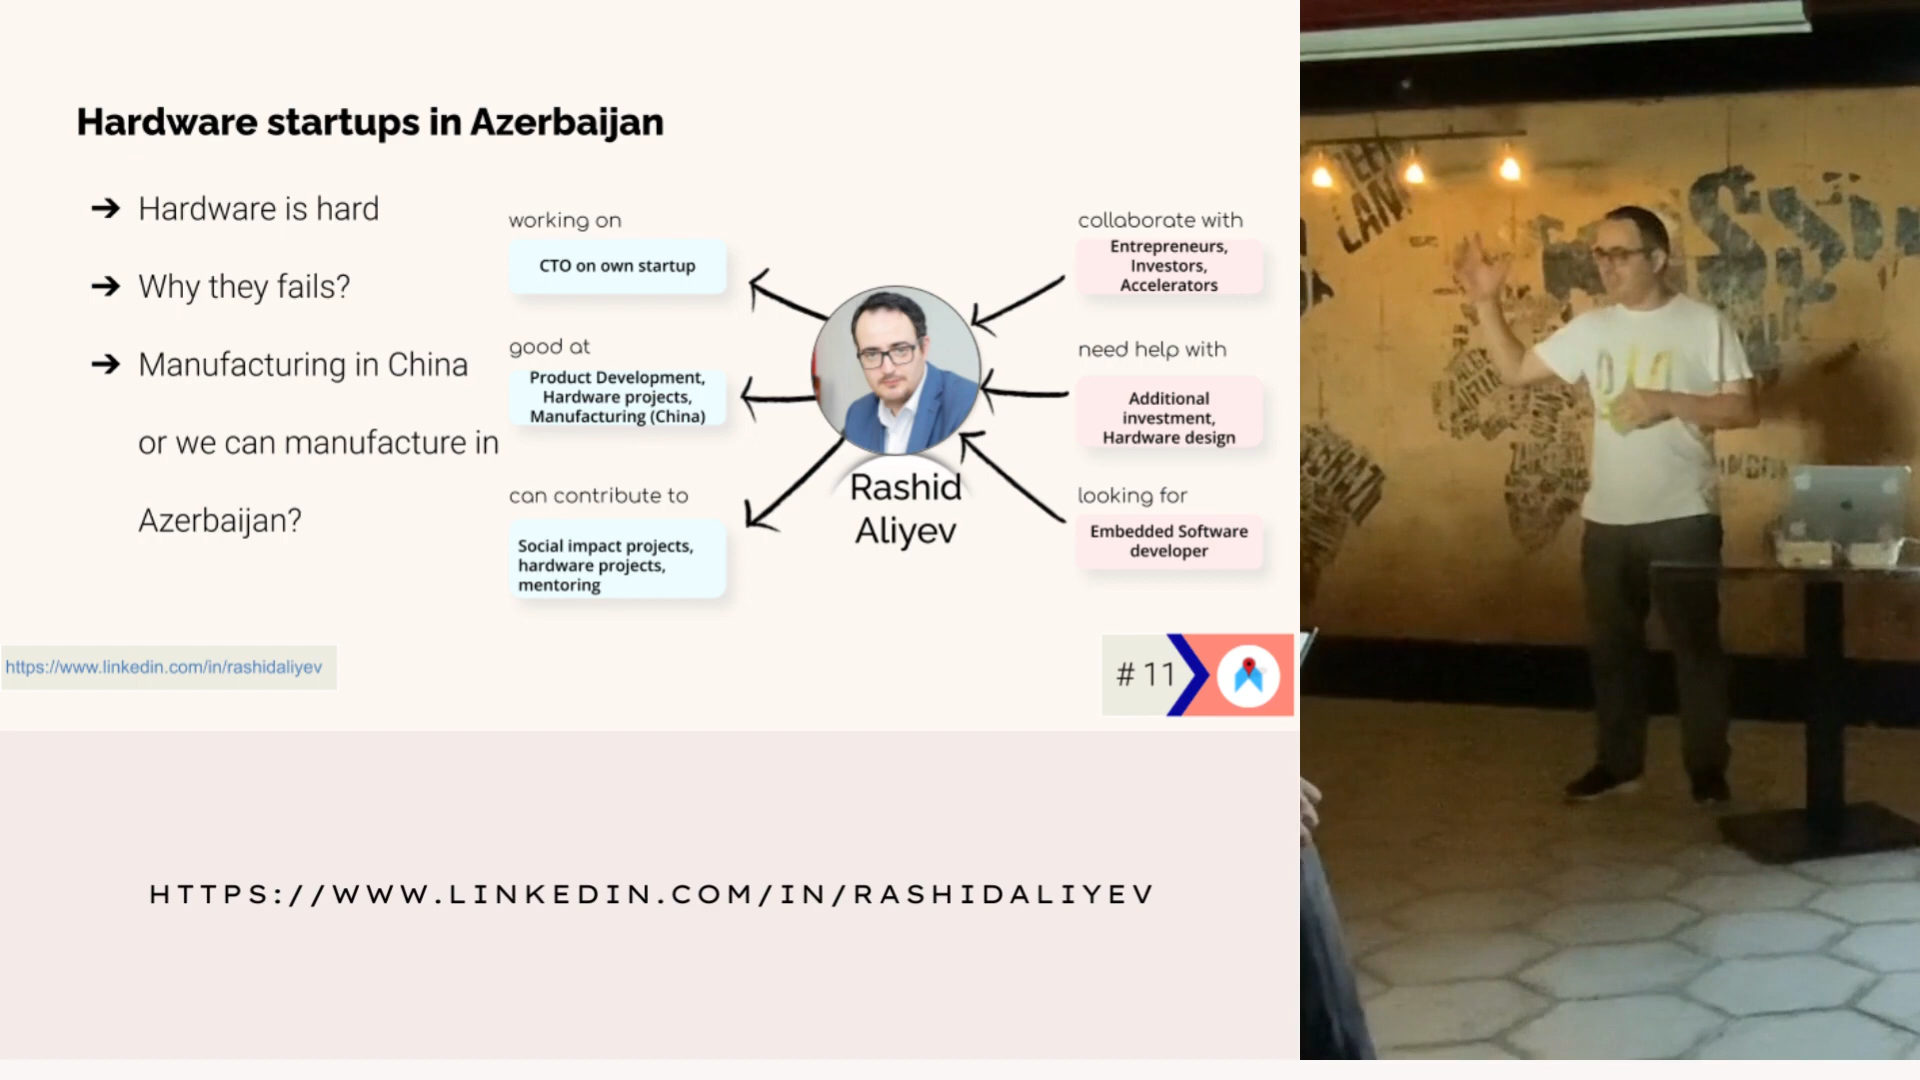 Hardware startups in Azerbaijan
➔ Hardware is hard
➔ Why they fails?
➔ Manufacturing in China
or we can manufacture in
Azerbaijan?
working on
CTO on own startup
good at
Product Development,
Hardware projects,
Manufacturing (China)
can contribute to
Social impact projects,
hardware projects,
mentoring
Rashid
Aliyev
collaborate with
Entrepreneurs,
Investors,
Accelerators
need help with
Additional
investment,
Hardware design
looking for
Embedded Software
developer
https://www.linkedin.com/in/rashidaliyev
# 11
HTTPS://WWW.LINKEDIN.COM/IN/RASHIDALIYEV